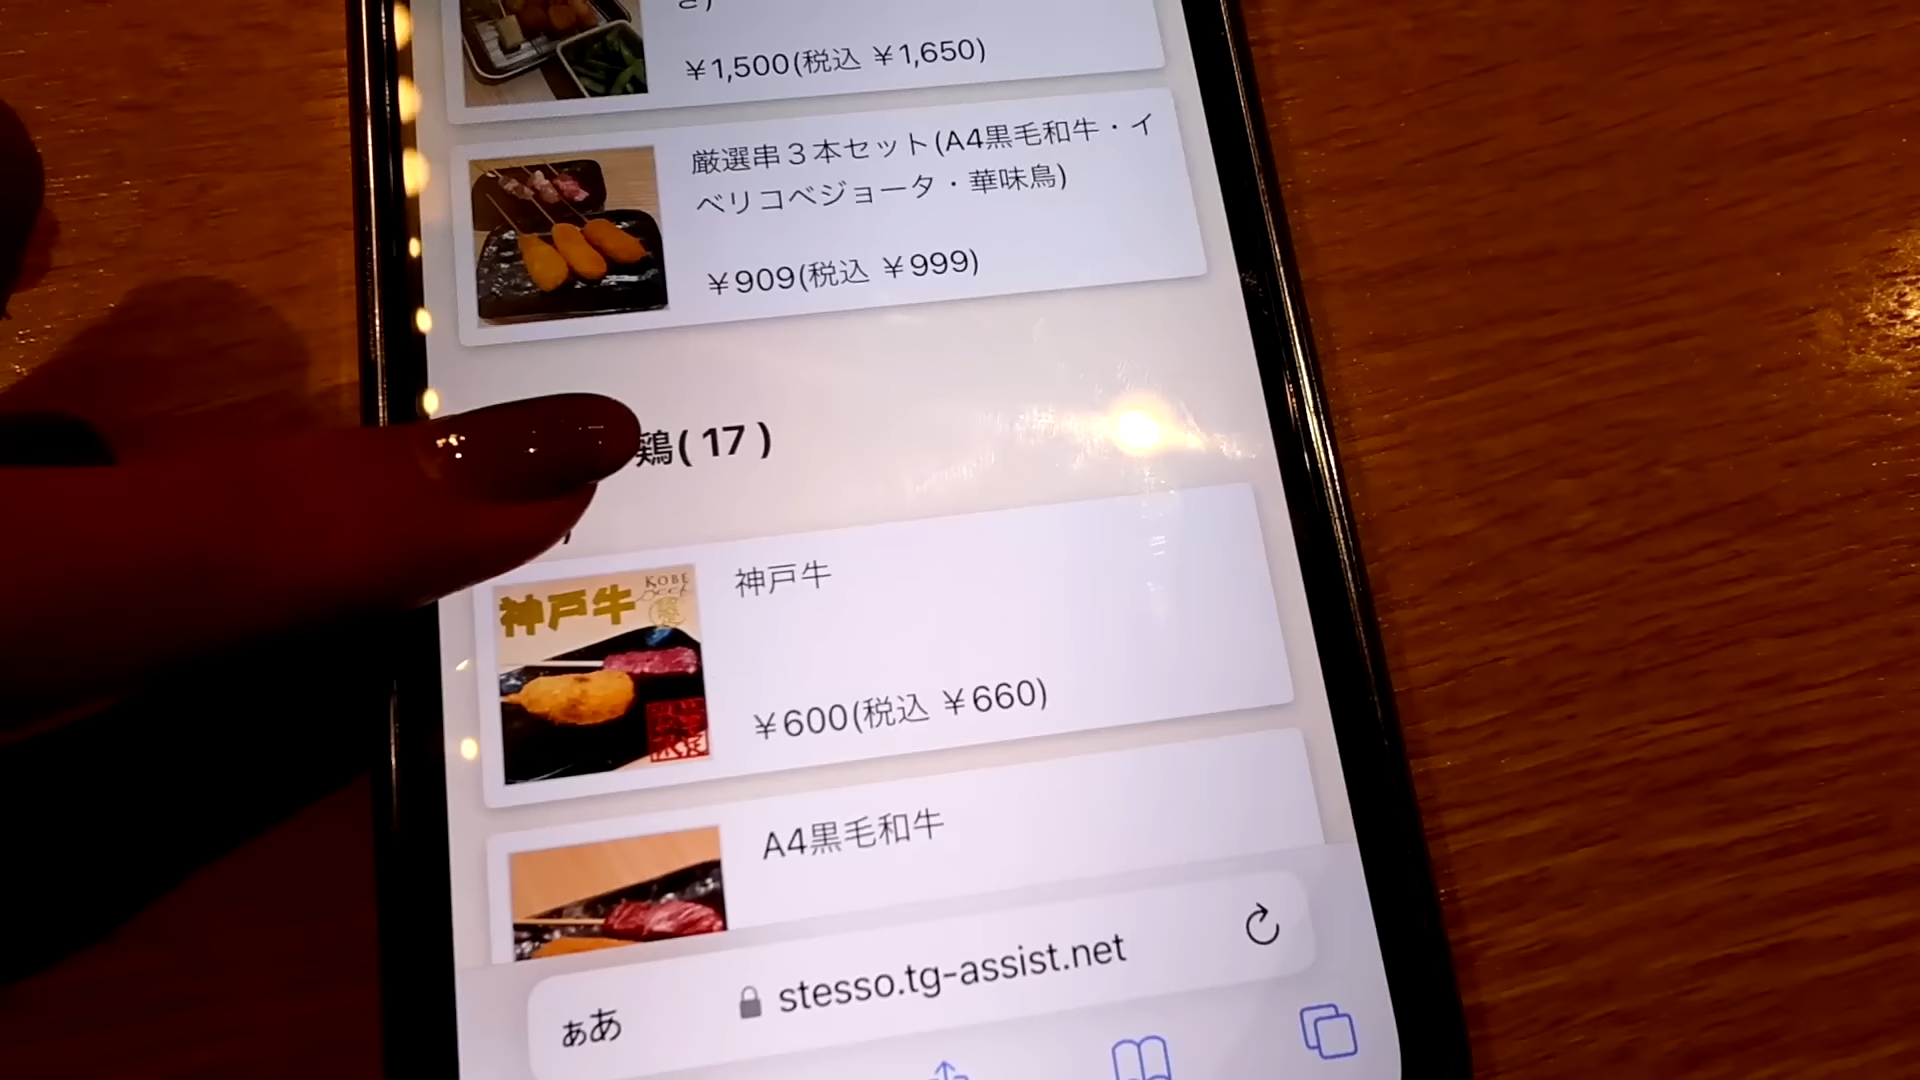 ¥1,500(税込 ¥1,650)
厳選串３本セット(A4黒毛和牛・イ
ベリコベジョータ・華味鳥)
¥909(税込 ¥999)
鶏( 17 )
神戸牛
KOBE
Beef
神戸牛
¥600(税込 ¥660)
A4黒毛和牛
ああ
stesso.tg-assist.net